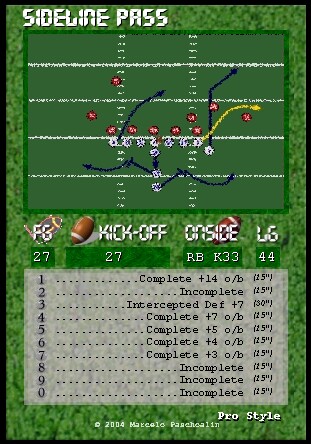 SIDELINE PASS
FG KICK-OFF ONSIDE LG
27 27 RB K33 44
1 ..............Complete +14 o/b (15")
2 .....................Incomplete (15")
3 ............Intercepted Def +7 (30")
4 ...............Complete +7 o/b (15")
5 ...............Complete +5 o/b (15")
6 ...............Complete +4 o/b (15")
7 ...............Complete +3 o/b (15")
8 .....................Incomplete (15")
9 .....................Incomplete (15")
0 .....................Incomplete (15")
Pro Style
© 2004 Marcelo Paschoalin